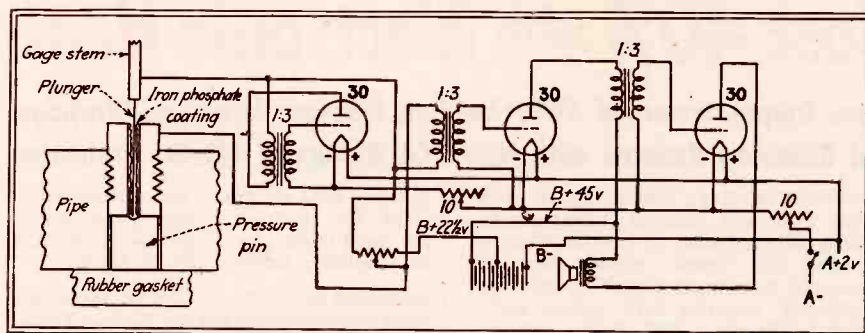 Gage stem
Plunger
Iron phosphate
coating
Pipe
Pressure
pin
Rubber gasket
1:3
30
+
10
B+22½v
1:3
30
-
+
B+45v
B-
1:3
30
-
+
10
A+2v
A-